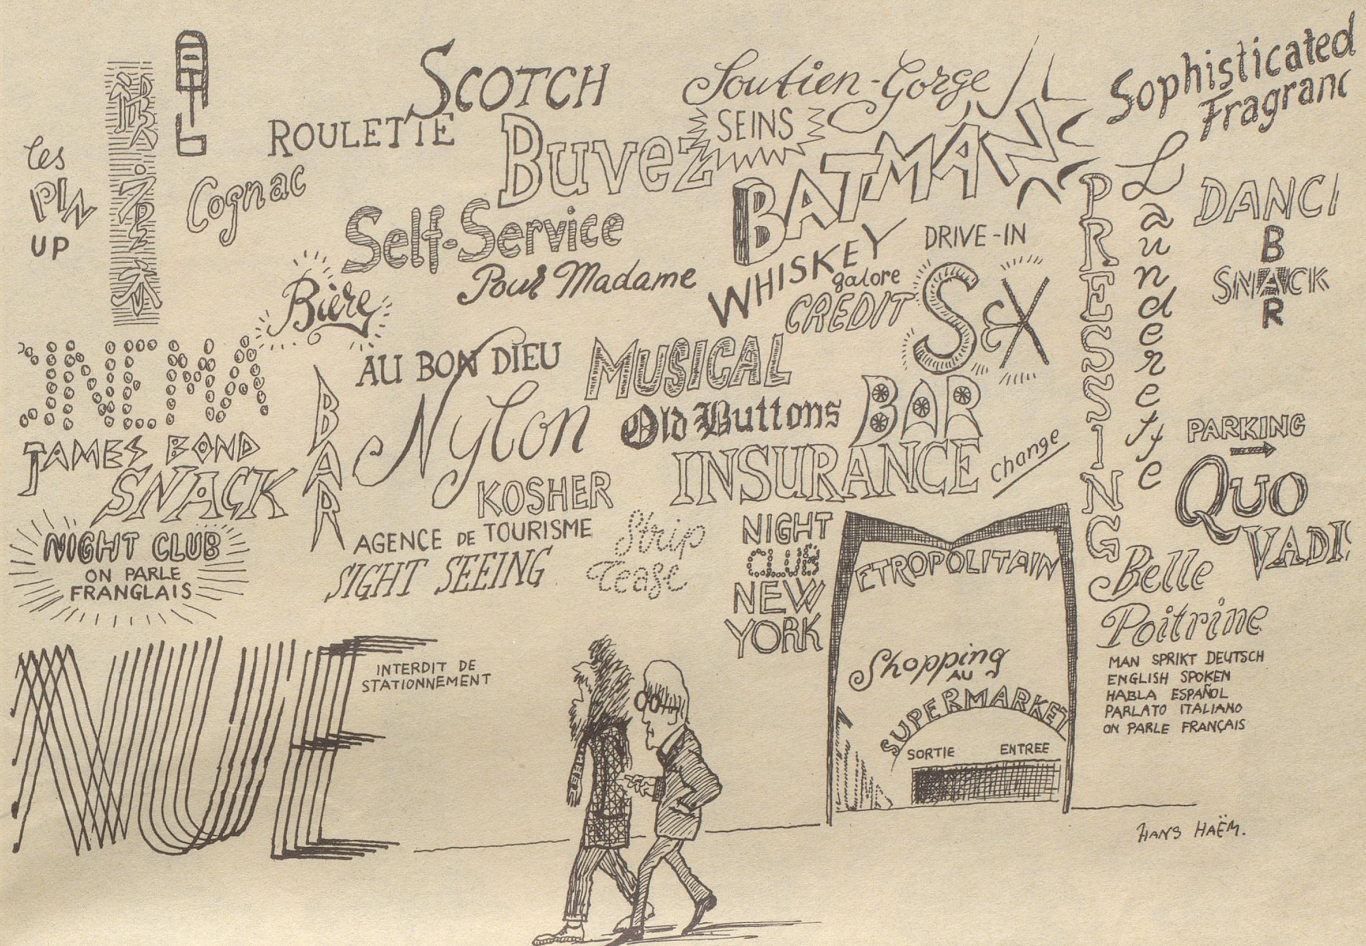 SCOTCH
Soutien-Gorge
Sophisticated
Fragranc
les
PIN
UP
ROULETTE
Buvez
SEINS
BATMAN
Cognac
Self-Service
Pour Madame
WHISKEY
galore
CREDIT
DRIVE-IN
SEX
PRESSING
Launderette
DANCI
BAR
SNACK
Bière
CINEMA
JAMES BOND
SNACK
BAR
AU BON DIEU
Nylon
MUSICAL
Old Buttons
BAR
INSURANCE
Change
KOSHER
PARKING
QUO
VADIS
NIGHT CLUB
ON PARLE
FRANGLAIS
AGENCE DE TOURISME
SIGHT SEEING
Strip
Tease
NIGHT
CLUB
NEW
YORK
ETROPOLITAIN
Shopping
AU
SUPERMARKET
SORTIE ENTREE
Belle
Poitrine
MAN SPRIKT DEUTSCH
ENGLISH SPOKEN
HABLA ESPAÑOL
PARLATO ITALIANO
ON PARLE FRANÇAIS
NUE
INTERDIT DE
STATIONNEMENT
HANS HAËM.